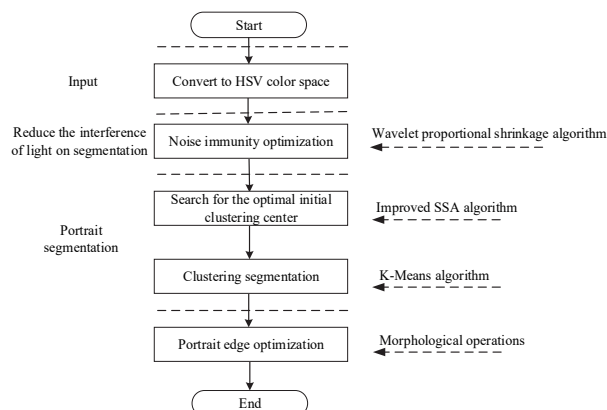 Start
Input
Convert to HSV color space
Reduce the interference
of light on segmentation
Noise immunity optimization
Wavelet proportional shrinkage algorithm
Portrait
segmentation
Search for the optimal initial
clustering center
Improved SSA algorithm
Clustering segmentation
K-Means algorithm
Portrait edge optimization
Morphological operations
End